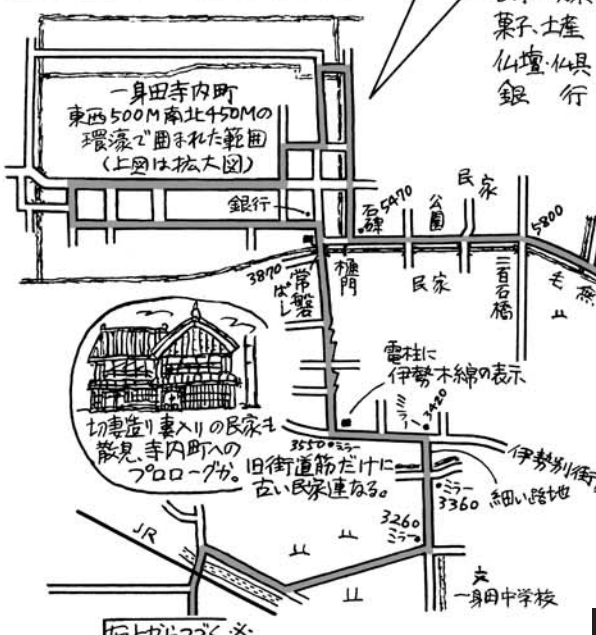 菓子、土産
仏壇・仏具
銀行
一身田寺内町
東西500M南北450Mの
環濠で囲まれた範囲
(上図は拡大図)
銀行
石碑
5470
公園
民家
5800
3870
常磐ばし
樋門
民家
三百石橋
電柱に
伊勢木綿の表示
ミラー
3420
切妻造り妻入りの民家も
散見、寺内町への
プロローグか。
3550
ミラー
旧街道筋だけに
古い民家連なる。
伊勢別街
ミラー
3360
細い路地
3260
ミラー
JR
文
一身田中学校